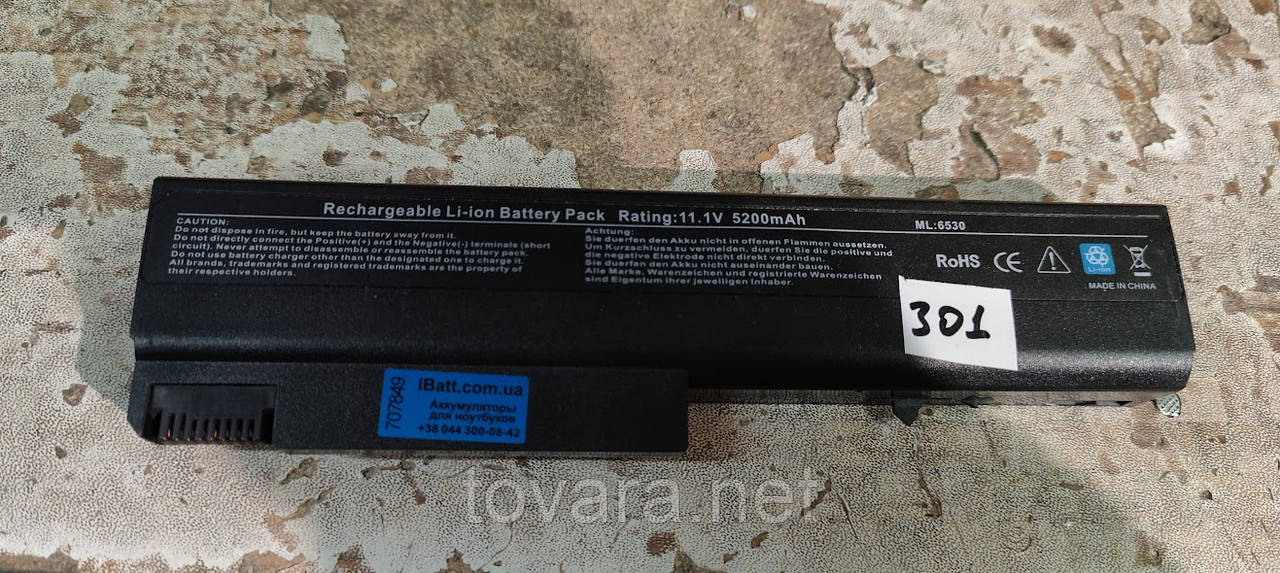 Rechargeable Li-ion Battery Pack Rating:11.1V 5200mAh
ML:6530
CAUTION:
Do not dispose in fire, but keep the battery away from it.
Do not directly connect the Positive(+) and the Negative(-) terminals (short
circuit). Never attempt to disassemble or reassemble the battery pack.
Do not use battery charger other than the designated one to charge it.
All brands, trademarks and registered trademarks are the property of
their respective holders.
Achtung:
Sie duerfen den Akku nicht in offenen Flammen aussetzen.
Um Kurzschluss zu vermeiden, duerfen Sie die positive und
die negative Elektrode nicht direkt verbinden.
Sie duerfen den Akku nicht auseinander bauen.
Alle Marke, Warenzeichen und registrierte Warenzeichen
sind Eigentum ihrer jeweiligen Inhaber.
RoHS CE
Li-ion
MADE IN CHINA
301
707849
iBatt.com.ua
Аккумуляторы
для ноутбуков
+38 044 300-08-42
tovara.net